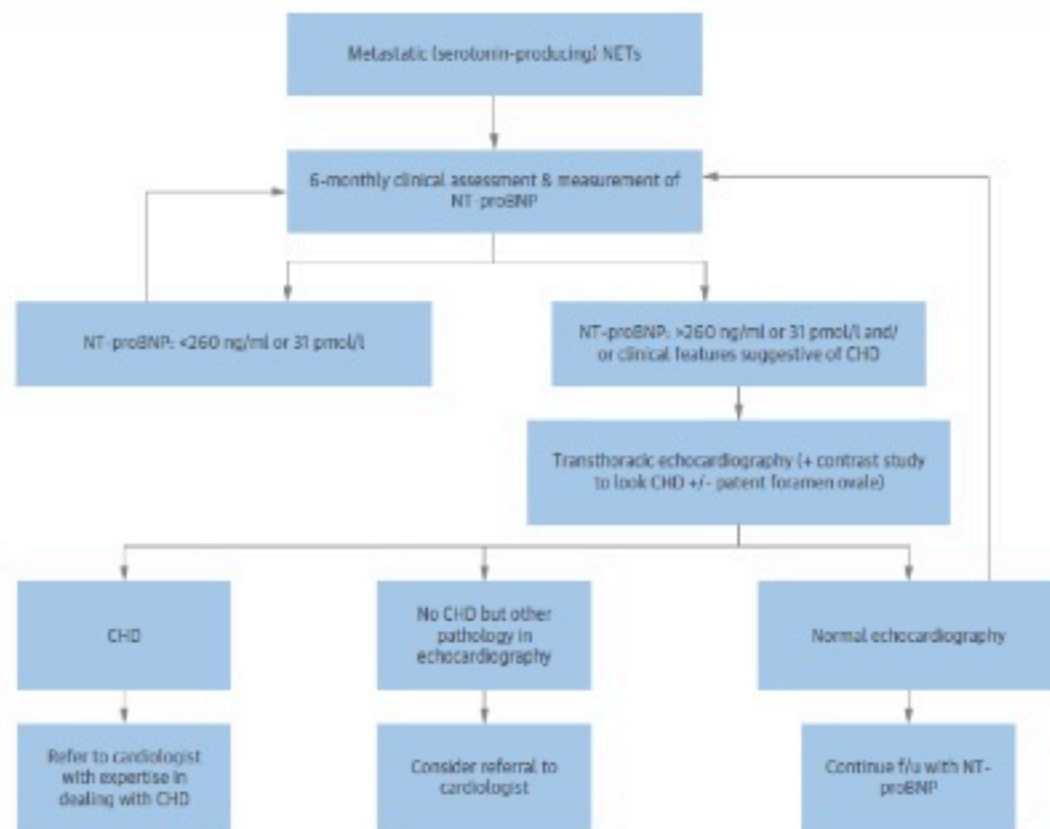 Metastatic (serotonin-producing) NETs
6-monthly clinical assessment & measurement of
NT-proBNP
NT-proBNP: <260 ng/ml or 31 pmol/l
NT-proBNP: >260 ng/ml or 31 pmol/l and/
or clinical features suggestive of CHD
Transthoracic echocardiography (+ contrast study
to look CHD +/- patent foramen ovale)
CHD
No CHD but other
pathology in
echocardiography
Normal echocardiography
Refer to cardiologist
with expertise in
dealing with CHD
Consider referral to
cardiologist
Continue f/u with NT-
proBNP